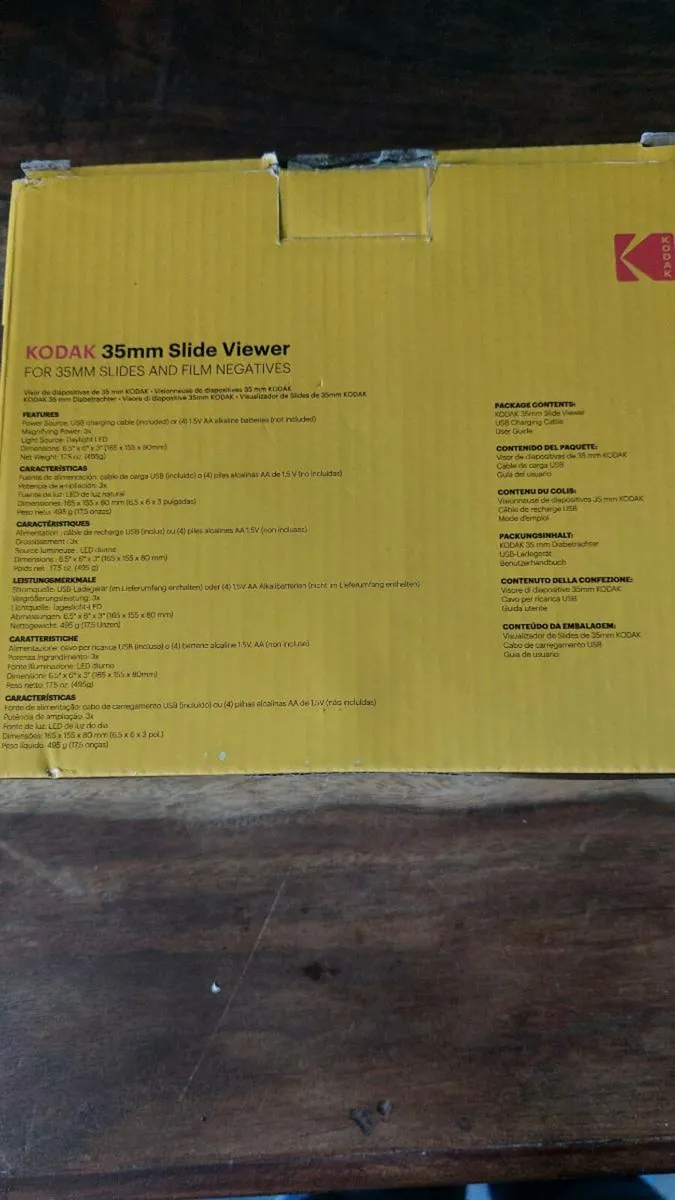 KODAK
KODAK 35mm Slide Viewer
FOR 35MM SLIDES AND FILM NEGATIVES
Visor de diapositivas de 35 mm KODAK • Visionneuse de diapositives 35 mm KODAK
KODAK 35 mm Diabetrachter • Visore di diapositive 35mm KODAK • Visualizador de Slides de 35mm KODAK
FEATURES
Power Source: USB charging cable (included) or (4) 1.5V AA alkaline batteries (not included)
Magnifying Power: 3x
Light Source: Daylight LED
Dimensions: 6.5" x 6" x 3" (165 x 155 x 80mm)
Net Weight: 17.5 oz. (495g)
CARACTERÍSTICAS
Fuente de alimentación: cable de carga USB (incluido) o (4) pilas alcalinas AA de 1.5 V (no incluidas)
Potencia de ampliación: 3x
Fuente de luz: LED de luz natural
Dimensiones: 165 x 155 x 80 mm (6,5 x 6 x 3 pulgadas)
Peso neto: 495 g (17,5 onzas)
CARACTÉRISTIQUES
Alimentation : câble de recharge USB (inclus) ou (4) piles alcalines AA 1.5V (non incluses)
Grossissement : 3x
Source lumineuse : LED diurne
Dimensions : 6.5" x 6" x 3" (165 x 155 x 80 mm)
Poids net : 17.5 oz. (495 g)
LEISTUNGSMERKMALE
Stromquelle: USB-Ladegerät (im Lieferumfang enthalten) oder (4) 1,5V-AA-Alkalibatterien (nicht im Lieferumfang enthalten)
Vergrößerungsleistung: 3x
Lichtquelle: Tageslicht-LED
Abmessungen: 6,5" x 6" x 3" (165 x 155 x 80 mm)
Nettogewicht: 495 g (17,5 Unzen)
CARATTERISTICHE
Alimentazione: cavo per ricarica USB (incluso) o (4) batterie alcaline 1.5V, AA (non incluse)
Potenza ingrandimento: 3x
Fonte illuminazione: LED diurno
Dimensioni: 6.5" x 6" x 3" (165 x 155 x 80mm)
Peso netto: 17.5 oz. (495g)
CARACTERÍSTICAS
Fonte de alimentação: cabo de carregamento USB (incluído) ou (4) pilhas alcalinas AA de 1,5V (não incluídas)
Potência de ampliação: 3x
Fonte de luz: LED de luz do dia
Dimensões: 165 x 155 x 80 mm (6,5 x 6 x 3 pol.)
Peso líquido: 495 g (17,5 onças)
PACKAGE CONTENTS:
KODAK 35mm Slide Viewer
USB Charging Cable
User Guide
CONTENIDO DEL PAQUETE:
Visor de diapositivas de 35 mm KODAK
Cable de carga USB
Guía del usuario
CONTENU DU COLIS:
Visionneuse de diapositives 35 mm KODAK
Câble de recharge USB
Mode d'emploi
PACKUNGSINHALT:
KODAK 35 mm Diabetrachter
USB-Ladegerät
Benutzerhandbuch
CONTENUTO DELLA CONFEZIONE:
Visore di diapositive 35mm KODAK
Cavo per ricarica USB
Guida utente
CONTEÚDO DA EMBALAGEM:
Visualizador de Slides de 35mm KODAK
Cabo de carregamento USB
Guia de usuário